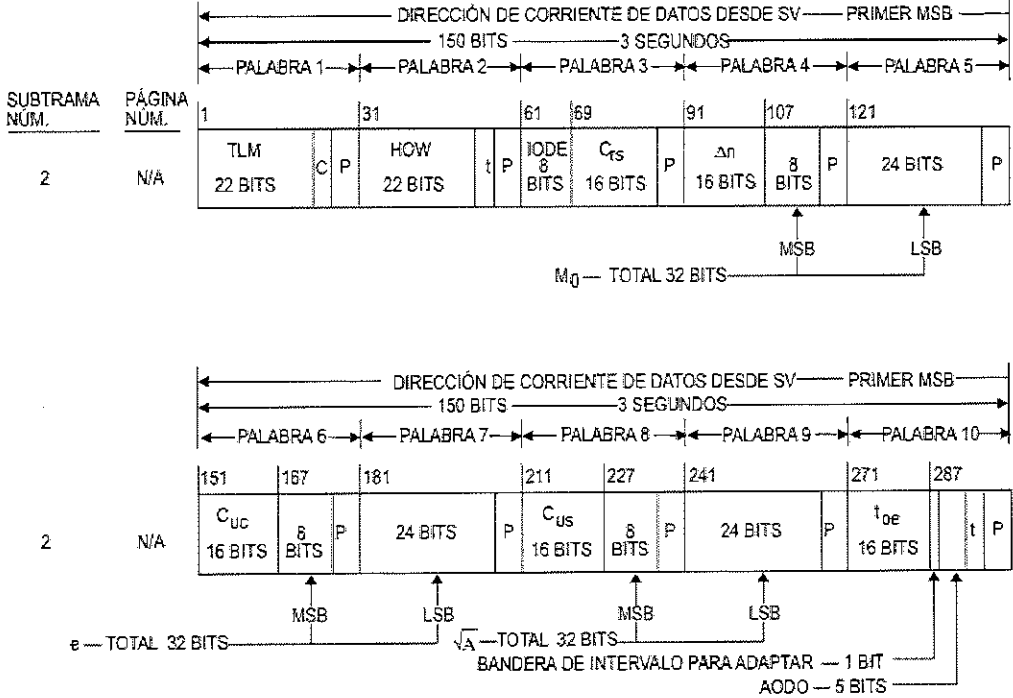 DIRECCIÓN DE CORRIENTE DE DATOS DESDE SV PRIMER MSB
150 BITS 3 SEGUNDOS
PALABRA 1 PALABRA 2 PALABRA 3 PALABRA 4 PALABRA 5
SUBTRAMA NÚM.
PÁGINA NÚM.
1 31 61 69 91 107 121
2 N/A
TLM 22 BITS C P
HOW 22 BITS t P
IODE 8 BITS
Crs 16 BITS P
Δn 16 BITS
8 BITS P
24 BITS P
MSB LSB
M0 — TOTAL 32 BITS
DIRECCIÓN DE CORRIENTE DE DATOS DESDE SV PRIMER MSB
150 BITS 3 SEGUNDOS
PALABRA 6 PALABRA 7 PALABRA 8 PALABRA 9 PALABRA 10
151 167 181 211 227 241 271 287
2 N/A
CUC 16 BITS
8 BITS P
24 BITS P
CUS 16 BITS
8 BITS P
24 BITS P
toe 16 BITS
t P
MSB LSB MSB LSB
e — TOTAL 32 BITS
√A — TOTAL 32 BITS
BANDERA DE INTERVALO PARA ADAPTAR — 1 BIT
AODO — 5 BITS